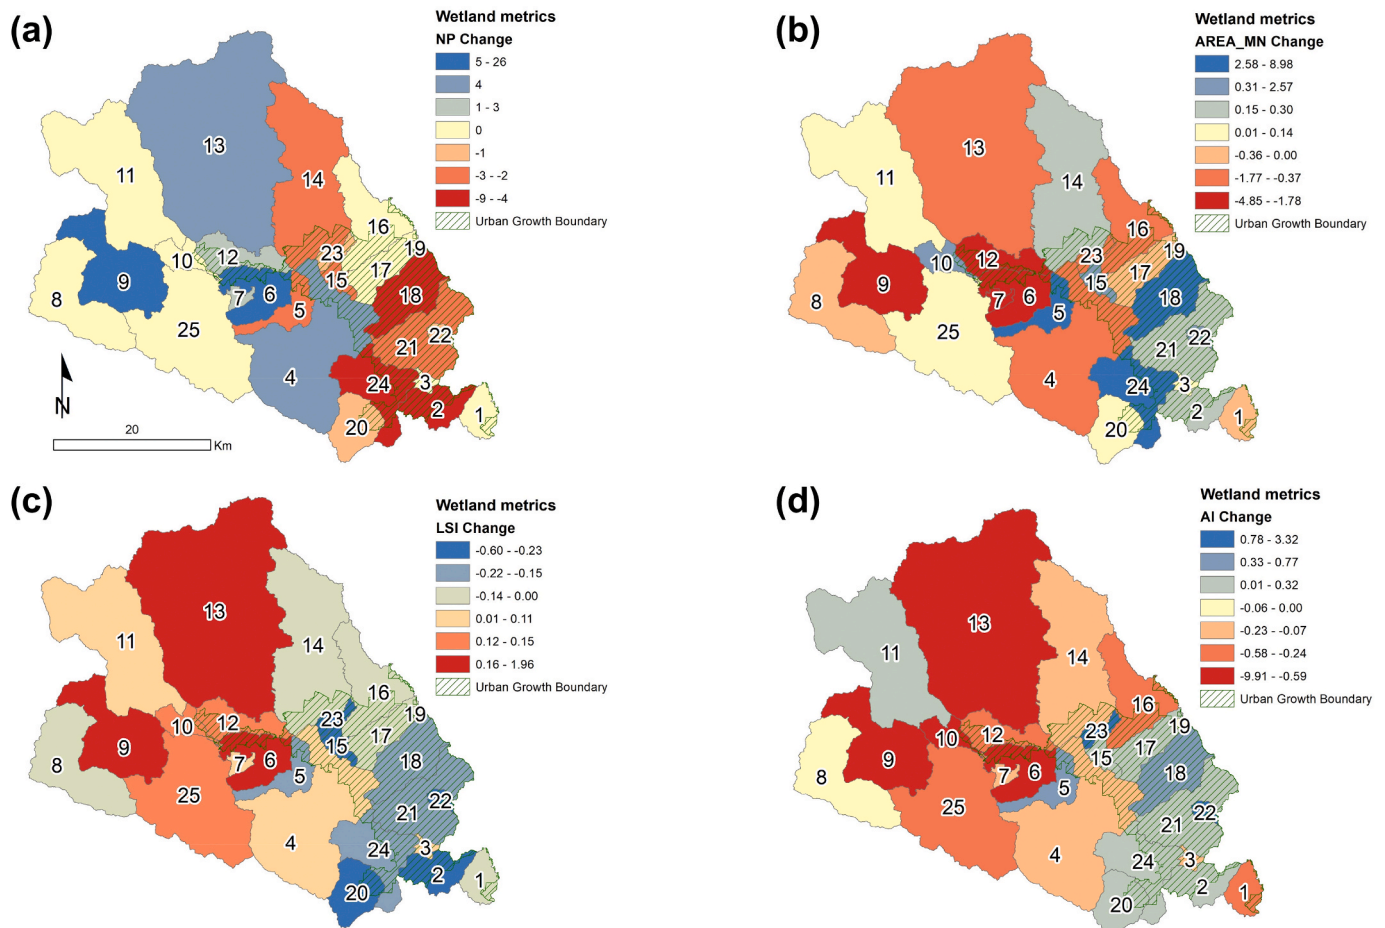 (a)
Wetland metrics
NP Change
5 - 26
4
1 - 3
0
-1
-3 - -2
-9 - -4
Urban Growth Boundary
13
11
14
16
19
23
10
12
17
9
15
7
6
18
8
5
25
22
21
4
24
3
2
1
20
N
20
Km
(b)
Wetland metrics
AREA_MN Change
2.58 - 8.98
0.31 - 2.57
0.15 - 0.30
0.01 - 0.14
-0.36 - 0.00
-1.77 - -0.37
-4.85 - -1.78
Urban Growth Boundary
13
11
14
16
19
23
10
12
17
9
15
7
6
18
8
5
25
22
21
4
24
3
2
1
20
(c)
Wetland metrics
LSI Change
-0.60 - -0.23
-0.22 - -0.15
-0.14 - 0.00
0.01 - 0.11
0.12 - 0.15
0.16 - 1.96
Urban Growth Boundary
13
11
14
16
19
23
10
12
17
9
15
7
6
18
8
5
25
22
21
4
24
3
2
1
20
(d)
Wetland metrics
AI Change
0.78 - 3.32
0.33 - 0.77
0.01 - 0.32
-0.06 - 0.00
-0.23 - -0.07
-0.58 - -0.24
-9.91 - -0.59
Urban Growth Boundary
13
11
14
16
19
23
10
12
17
9
15
7
6
18
8
5
25
22
21
4
24
3
2
1
20